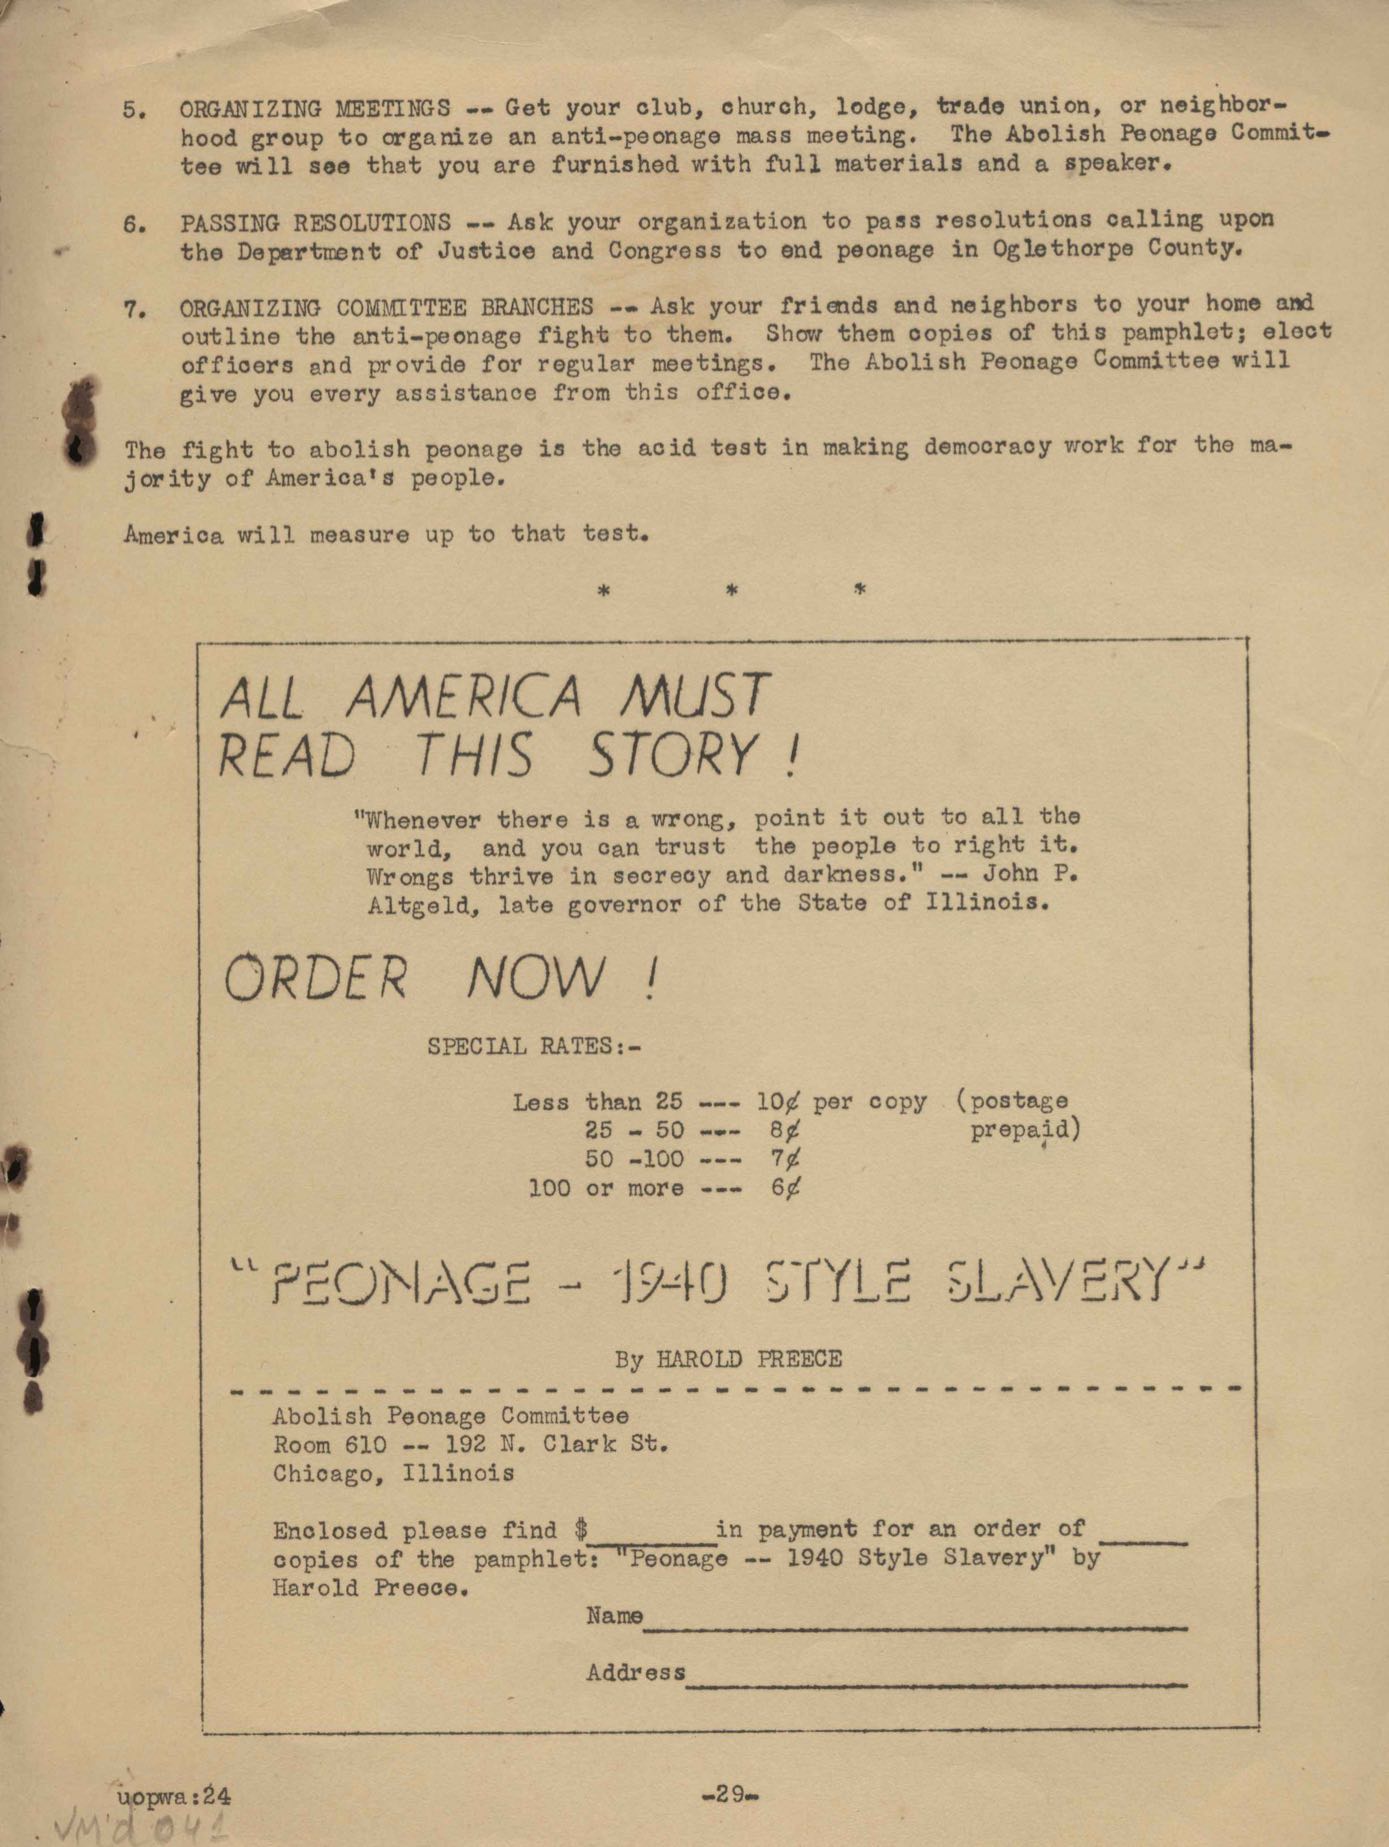 5. ORGANIZING MEETINGS -- Get your club, church, lodge, trade union, or neighbor-
hood group to organize an anti-peonage mass meeting. The Abolish Peonage Commit-
tee will see that you are furnished with full materials and a speaker.
6. PASSING RESOLUTIONS -- Ask your organization to pass resolutions calling upon
the Department of Justice and Congress to end peonage in Oglethorpe County.
7. ORGANIZING COMMITTEE BRANCHES -- Ask your friends and neighbors to your home and
outline the anti-peonage fight to them. Show them copies of this pamphlet; elect
officers and provide for regular meetings. The Abolish Peonage Committee will
give you every assistance from this office.
The fight to abolish peonage is the acid test in making democracy work for the ma-
jority of America's people.
America will measure up to that test.
* * *
ALL AMERICA MUST
READ THIS STORY !
"Whenever there is a wrong, point it out to all the
world, and you can trust the people to right it.
Wrongs thrive in secrecy and darkness." -- John P.
Altgeld, late governor of the State of Illinois.
ORDER NOW !
SPECIAL RATES:-
Less than 25 --- 10¢ per copy (postage
25 - 50 --- 8¢ prepaid)
50 -100 --- 7¢
100 or more --- 6¢
"PEONAGE - 1940 STYLE SLAVERY"
By HAROLD PREECE
Abolish Peonage Committee
Room 610 -- 192 N. Clark St.
Chicago, Illinois
Enclosed please find $______ in payment for an order of ______
copies of the pamphlet: "Peonage -- 1940 Style Slavery" by
Harold Preece.
Name
Address
uopwa:24 -29-